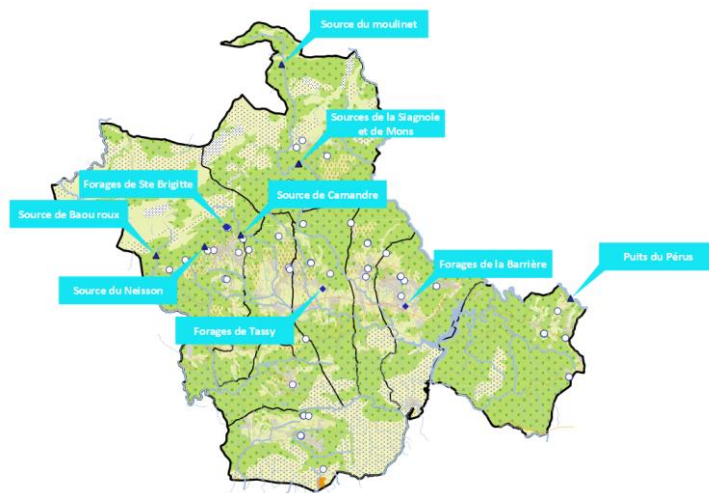 Source du moulinet
Sources de la Siagnole
et de Mons
Forages de Ste Brigitte
Source de Camandre
Source de Baou roux
Forages de la Barrière
Puits du Pérus
Source du Neisson
Forages de Tassy